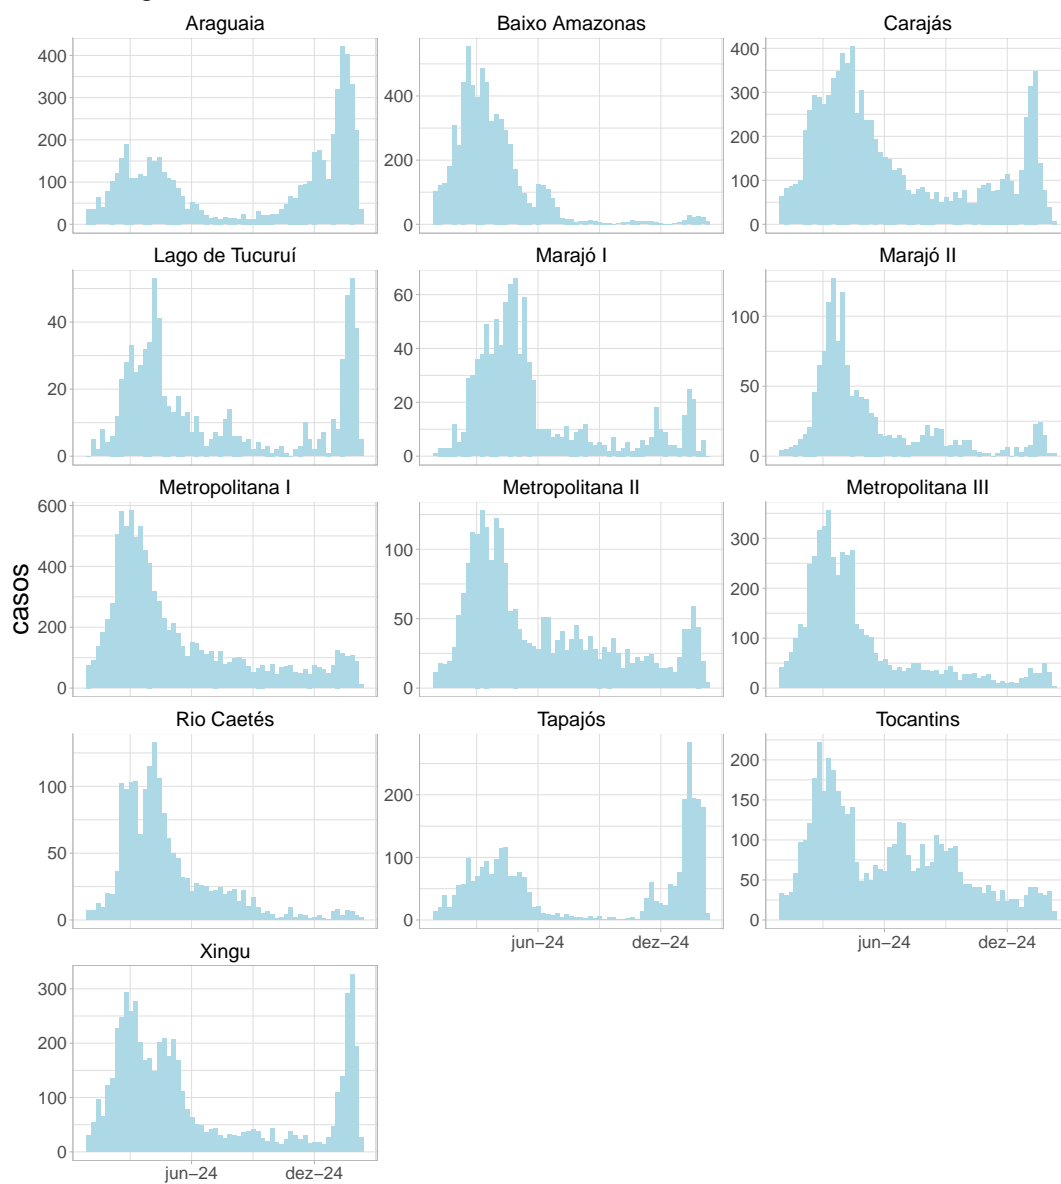 Araguaia
Baixo Amazonas
Carajás
400
300
200
100
0
400
200
0
400
300
200
100
0
Lago de Tucuruí
Marajó I
Marajó II
40
20
0
60
40
20
0
100
50
0
Metropolitana I
Metropolitana II
Metropolitana III
600
400
200
0
100
50
0
300
200
100
0
casos
Rio Caetés
Tapajós
Tocantins
100
50
0
200
100
0
200
150
100
50
0
jun–24
dez–24
jun–24
dez–24
Xingu
300
200
100
0
jun–24
dez–24